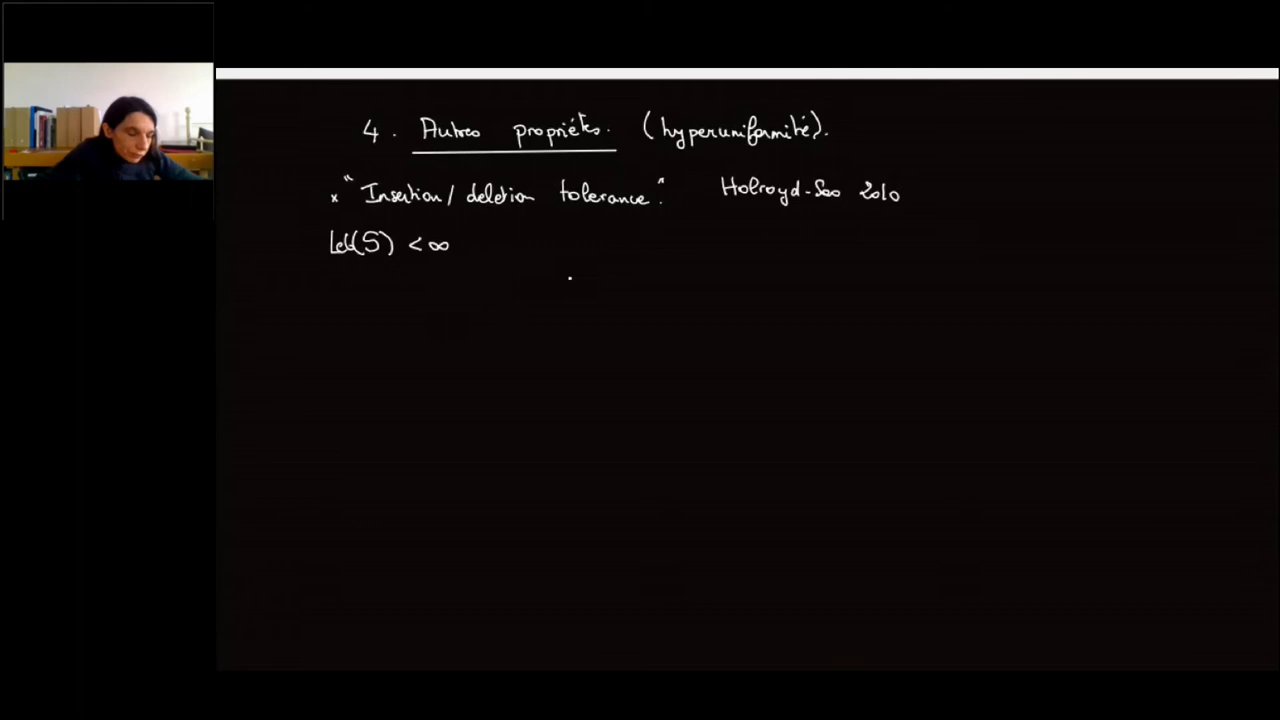 4. Autres propriétés. (hyperuniformité).
x "Insertion/ deletion tolerance". Holroyd-Soo 2010
Leb(S) < ∞